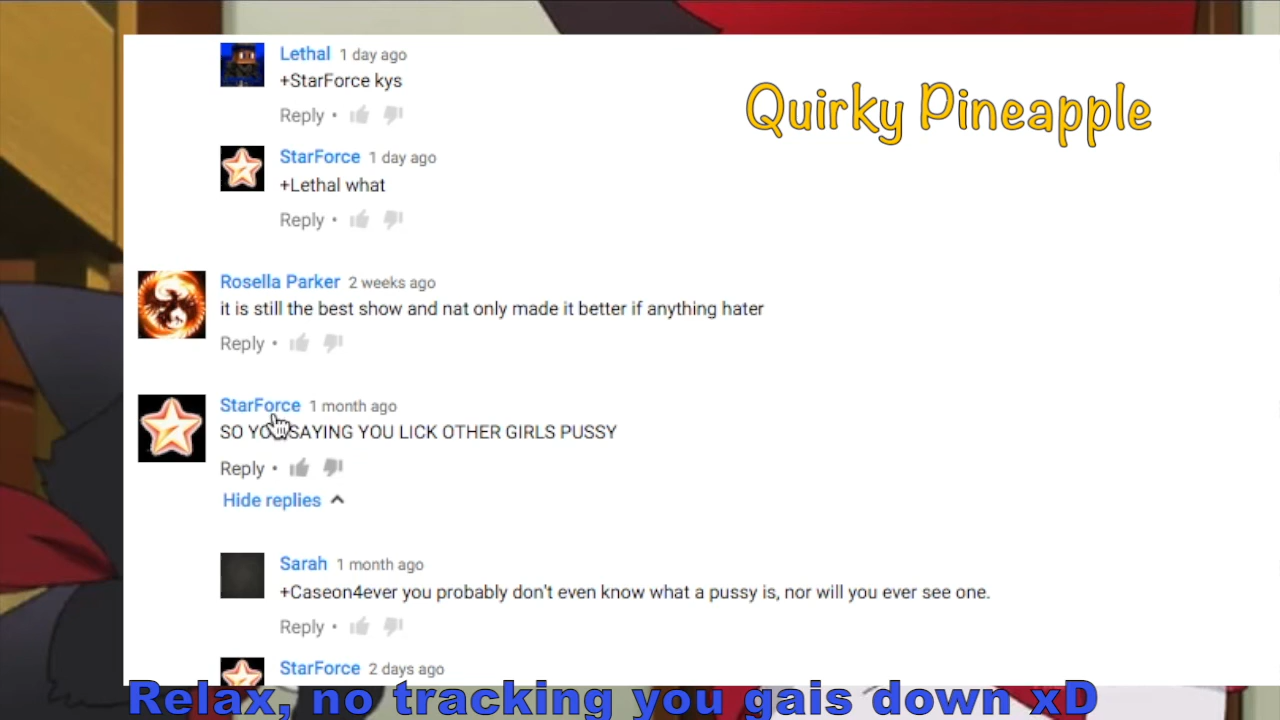 Lethal 1 day ago
+StarForce kys
Quirky Pineapple
Reply •
StarForce 1 day ago
+Lethal what
Reply •
Rosella Parker 2 weeks ago
it is still the best show and nat only made it better if anything hater
Reply •
StarForce 1 month ago
SO YOU SAYING YOU LICK OTHER GIRLS PUSSY
Reply •
Hide replies
Sarah 1 month ago
+Caseon4ever you probably don't even know what a pussy is, nor will you ever see one.
Reply •
StarForce 2 days ago
Relax, no tracking you gais down xD